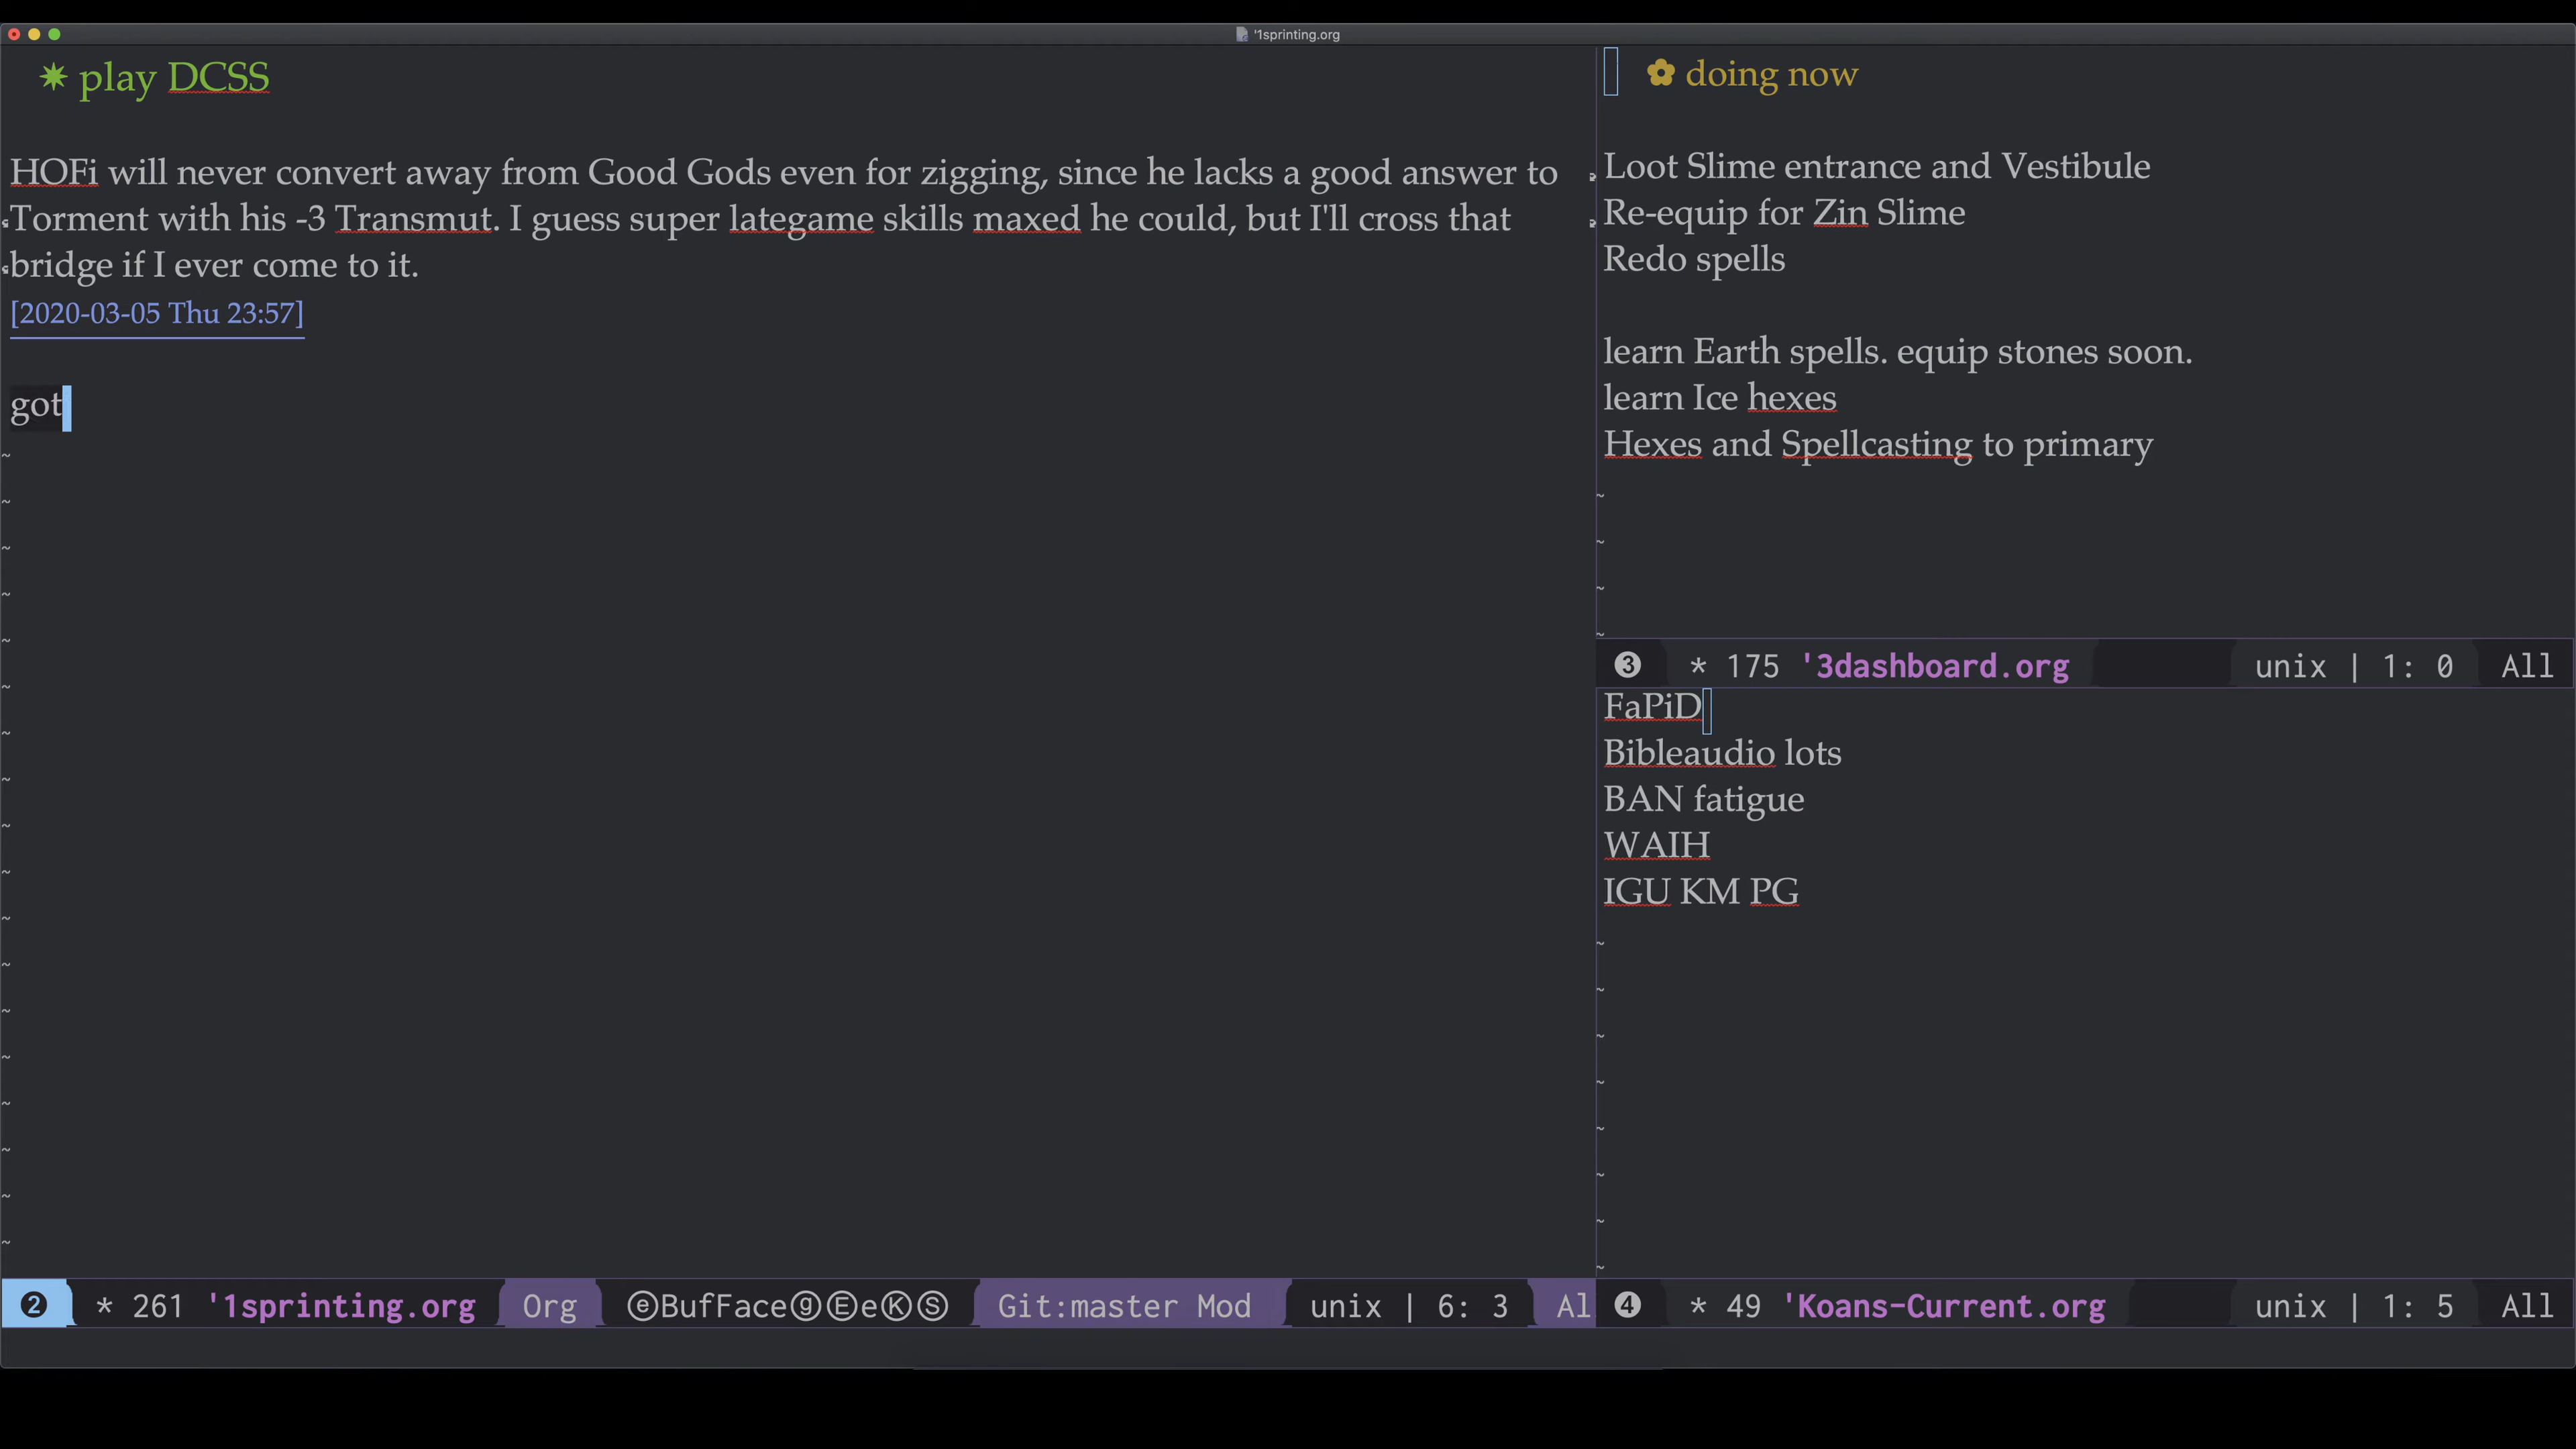 '1sprinting.org
✷ play DCSS
HOFi will never convert away from Good Gods even for zigging, since he lacks a good answer to
Torment with his -3 Transmut. I guess super lategame skills maxed he could, but I'll cross that
bridge if I ever come to it.
[2020-03-05 Thu 23:57]
got
❷ * 261 '1sprinting.org Org ⓔBufFaceⓖⒺeⓀⓈ Git:master Mod unix | 6: 3 Al
✿ doing now
Loot Slime entrance and Vestibule
Re-equip for Zin Slime
Redo spells
learn Earth spells. equip stones soon.
learn Ice hexes
Hexes and Spellcasting to primary
❸ * 175 '3dashboard.org unix | 1: 0 All
FaPiD
Bibleaudio lots
BAN fatigue
WAIH
IGU KM PG
❹ * 49 'Koans-Current.org unix | 1: 5 All